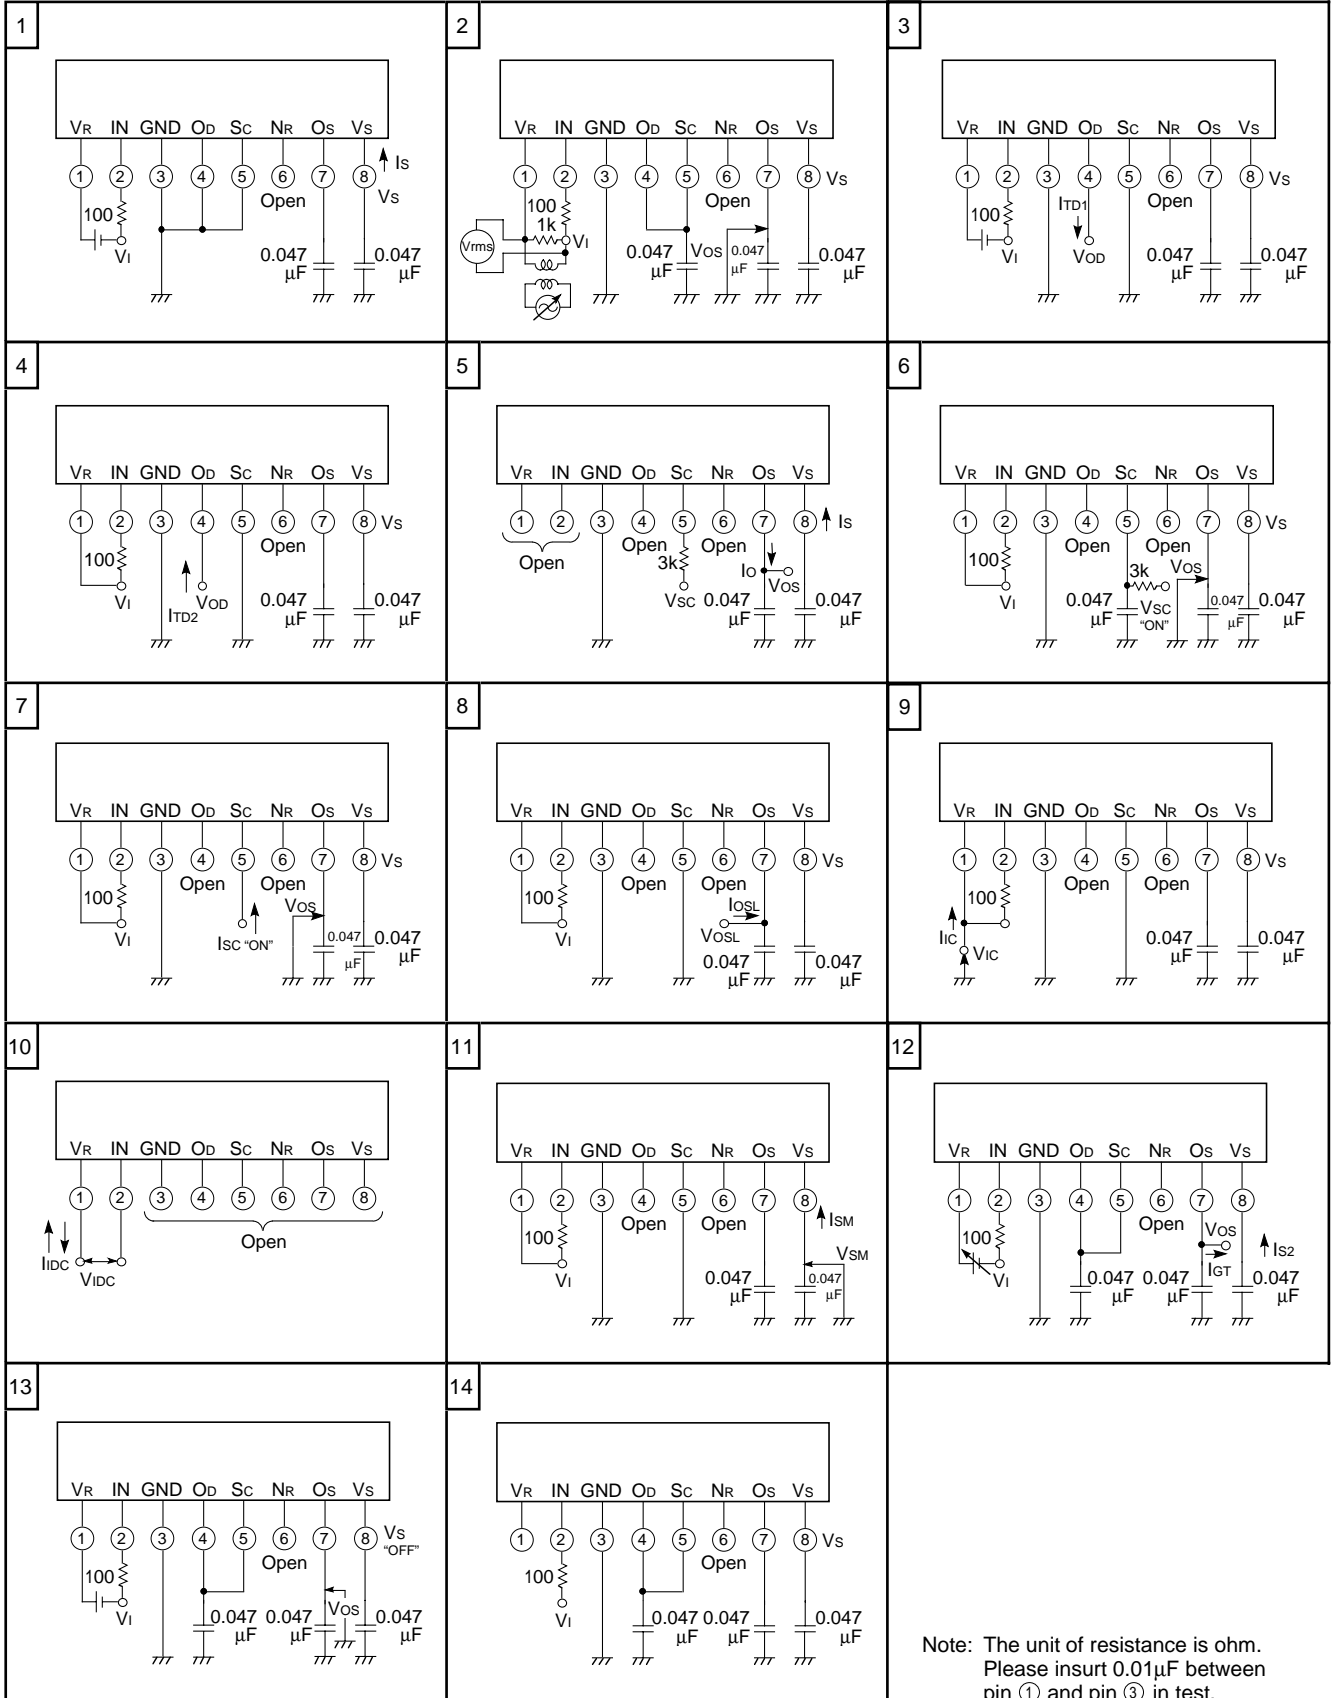 1
VR IN GND OD SC NR OS VS
1 2 3 4 5 6 7 8
IS
VS
Open
100
VI
0.047 µF
0.047 µF
2
VR IN GND OD SC NR OS VS
1 2 3 4 5 6 7 8 VS
Open
100
1k
Vrms
VI
0.047 µF
VOS
0.047 µF
0.047 µF
3
VR IN GND OD SC NR OS VS
1 2 3 4 5 6 7 8 VS
Open
100
ITD1
VI
VOD
0.047 µF
0.047 µF
4
VR IN GND OD SC NR OS VS
1 2 3 4 5 6 7 8 VS
Open
100
VI
ITD2
VOD
0.047 µF
0.047 µF
5
VR IN GND OD SC NR OS VS
1 2 3 4 5 6 7 8 IS
Open
Open
Open
3k
IO
VOS
VSC
0.047 µF
0.047 µF
6
VR IN GND OD SC NR OS VS
1 2 3 4 5 6 7 8 VS
Open
Open
100
3k
VOS
VI
0.047 µF
VSC
“ON”
0.047 µF
0.047 µF
7
VR IN GND OD SC NR OS VS
1 2 3 4 5 6 7 8 VS
Open
Open
100
VOS
VI
ISC “ON”
0.047 µF
0.047 µF
8
VR IN GND OD SC NR OS VS
1 2 3 4 5 6 7 8 VS
Open
Open
100
IOSL
VI
VOSL
0.047 µF
0.047 µF
9
VR IN GND OD SC NR OS VS
1 2 3 4 5 6 7 8 VS
Open
Open
100
IIC
VIC
0.047 µF
0.047 µF
10
VR IN GND OD SC NR OS VS
1 2 3 4 5 6 7 8
Open
IIDC
VIDC
11
VR IN GND OD SC NR OS VS
1 2 3 4 5 6 7 8
ISM
Open
Open
100
VSM
VI
0.047 µF
0.047 µF
12
VR IN GND OD SC NR OS VS
1 2 3 4 5 6 7 8
Open
100
VOS
IS2
IGT
VI
0.047 µF
0.047 µF
0.047 µF
13
VR IN GND OD SC NR OS VS
1 2 3 4 5 6 7 8 VS
“OFF”
Open
100
VI
VOS
0.047 µF
0.047 µF
0.047 µF
14
VR IN GND OD SC NR OS VS
1 2 3 4 5 6 7 8 VS
Open
100
VI
0.047 µF
0.047 µF
0.047 µF
Note: The unit of resistance is ohm.
Please insurt 0.01µF between
pin 1 and pin 3 in test.